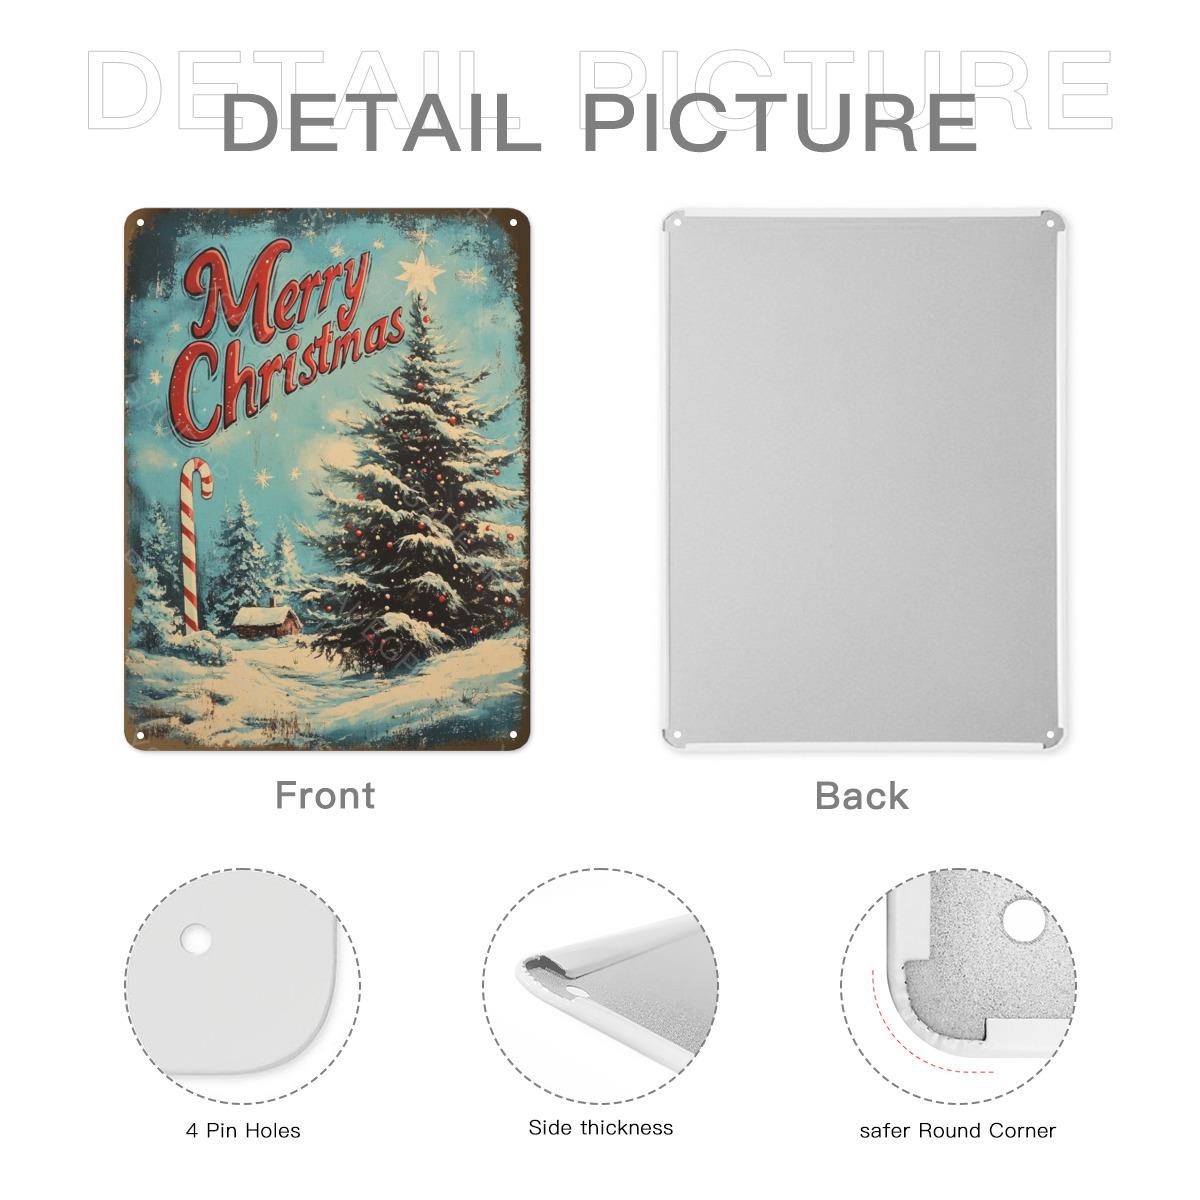 DETAIL PICTURE
DETAIL PICTURE
Merry
Christmas
Front
Back
4 Pin Holes
Side thickness
safer Round Corner